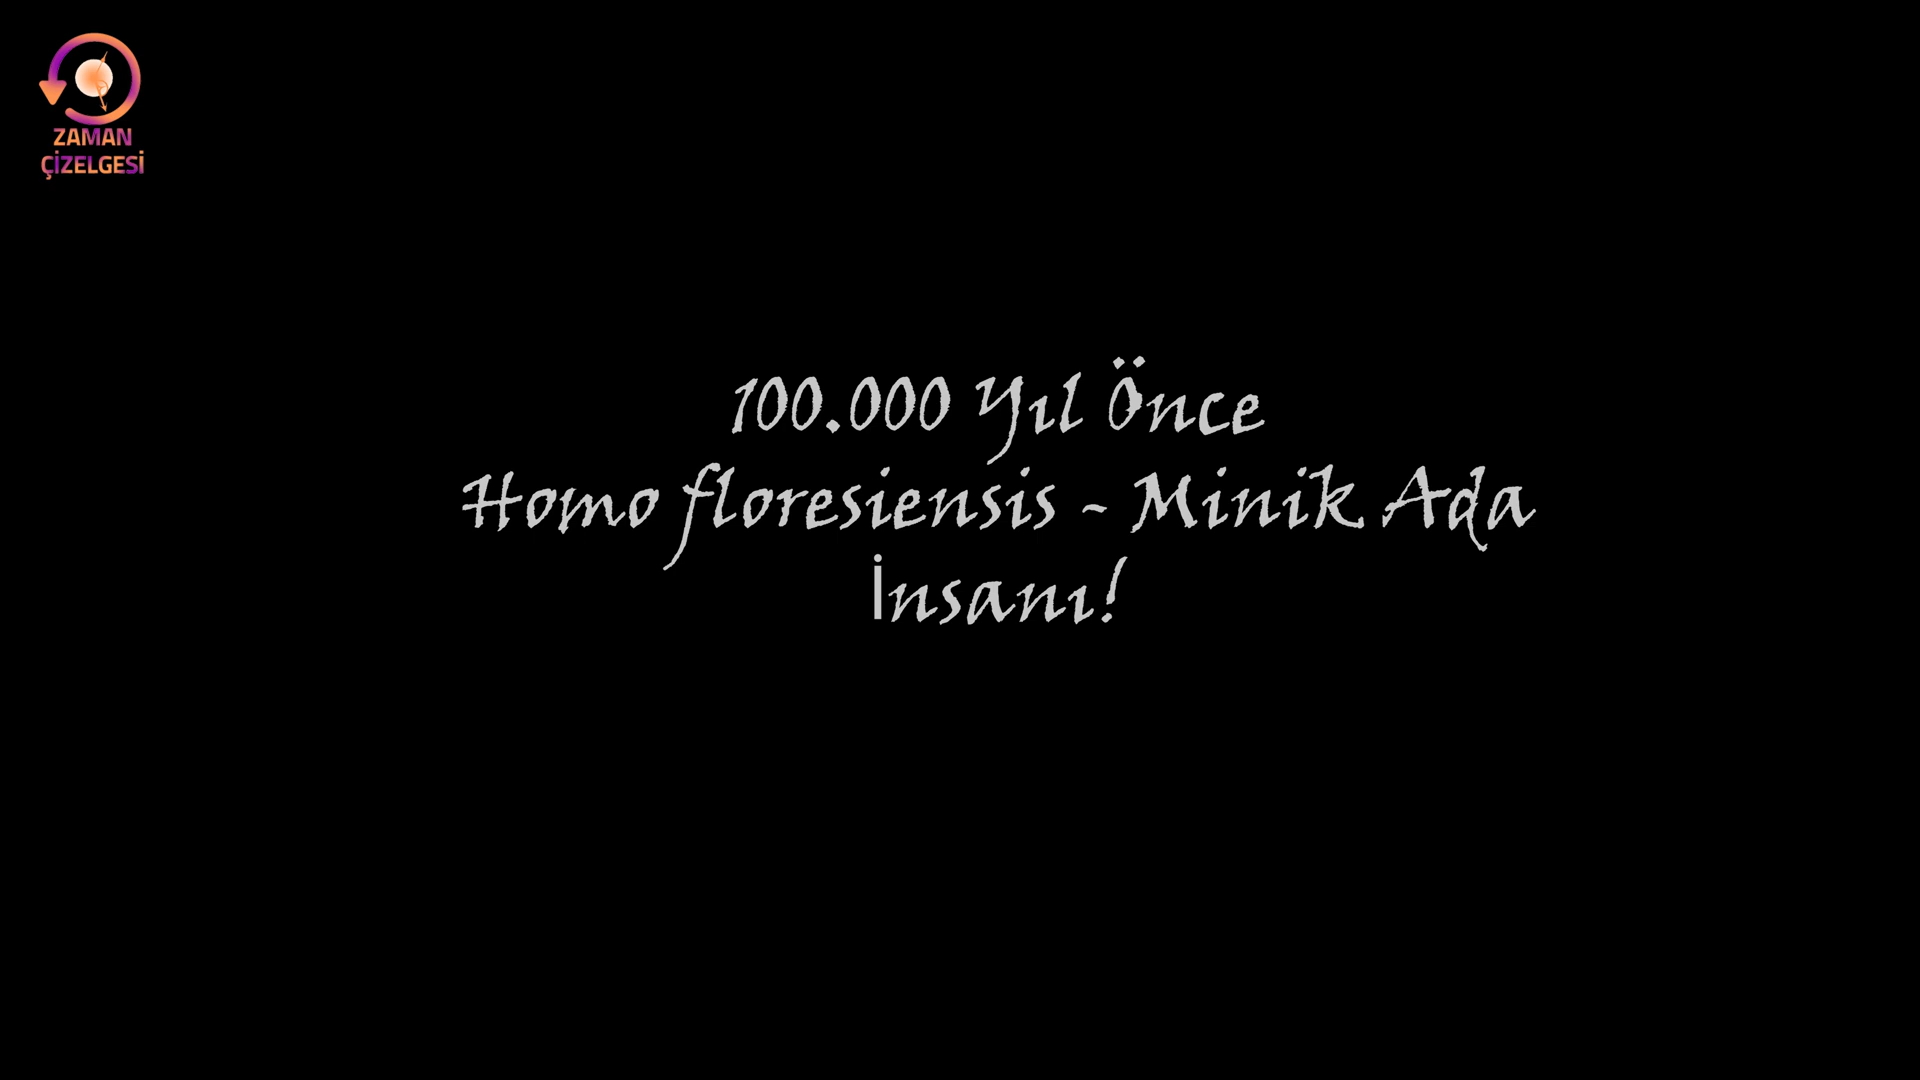 ZAMAN
ÇİZELGESİ
100.000 Yıl Önce
Homo floresiensis - Minik Ada
İnsanı!